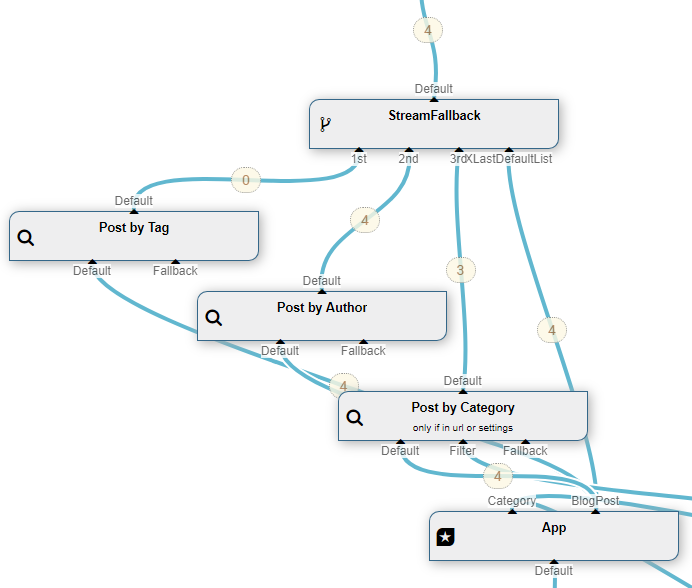 4
Default
StreamFallback
1st
2nd
3rd
XLastDefaultList
0
Default
Post by Tag
Default
Fallback
4
Default
Post by Author
Default
Fallback
3
4
4
Default
Post by Category
only if in url or settings
Default
Filter
Fallback
4
Category
BlogPost
App
Default